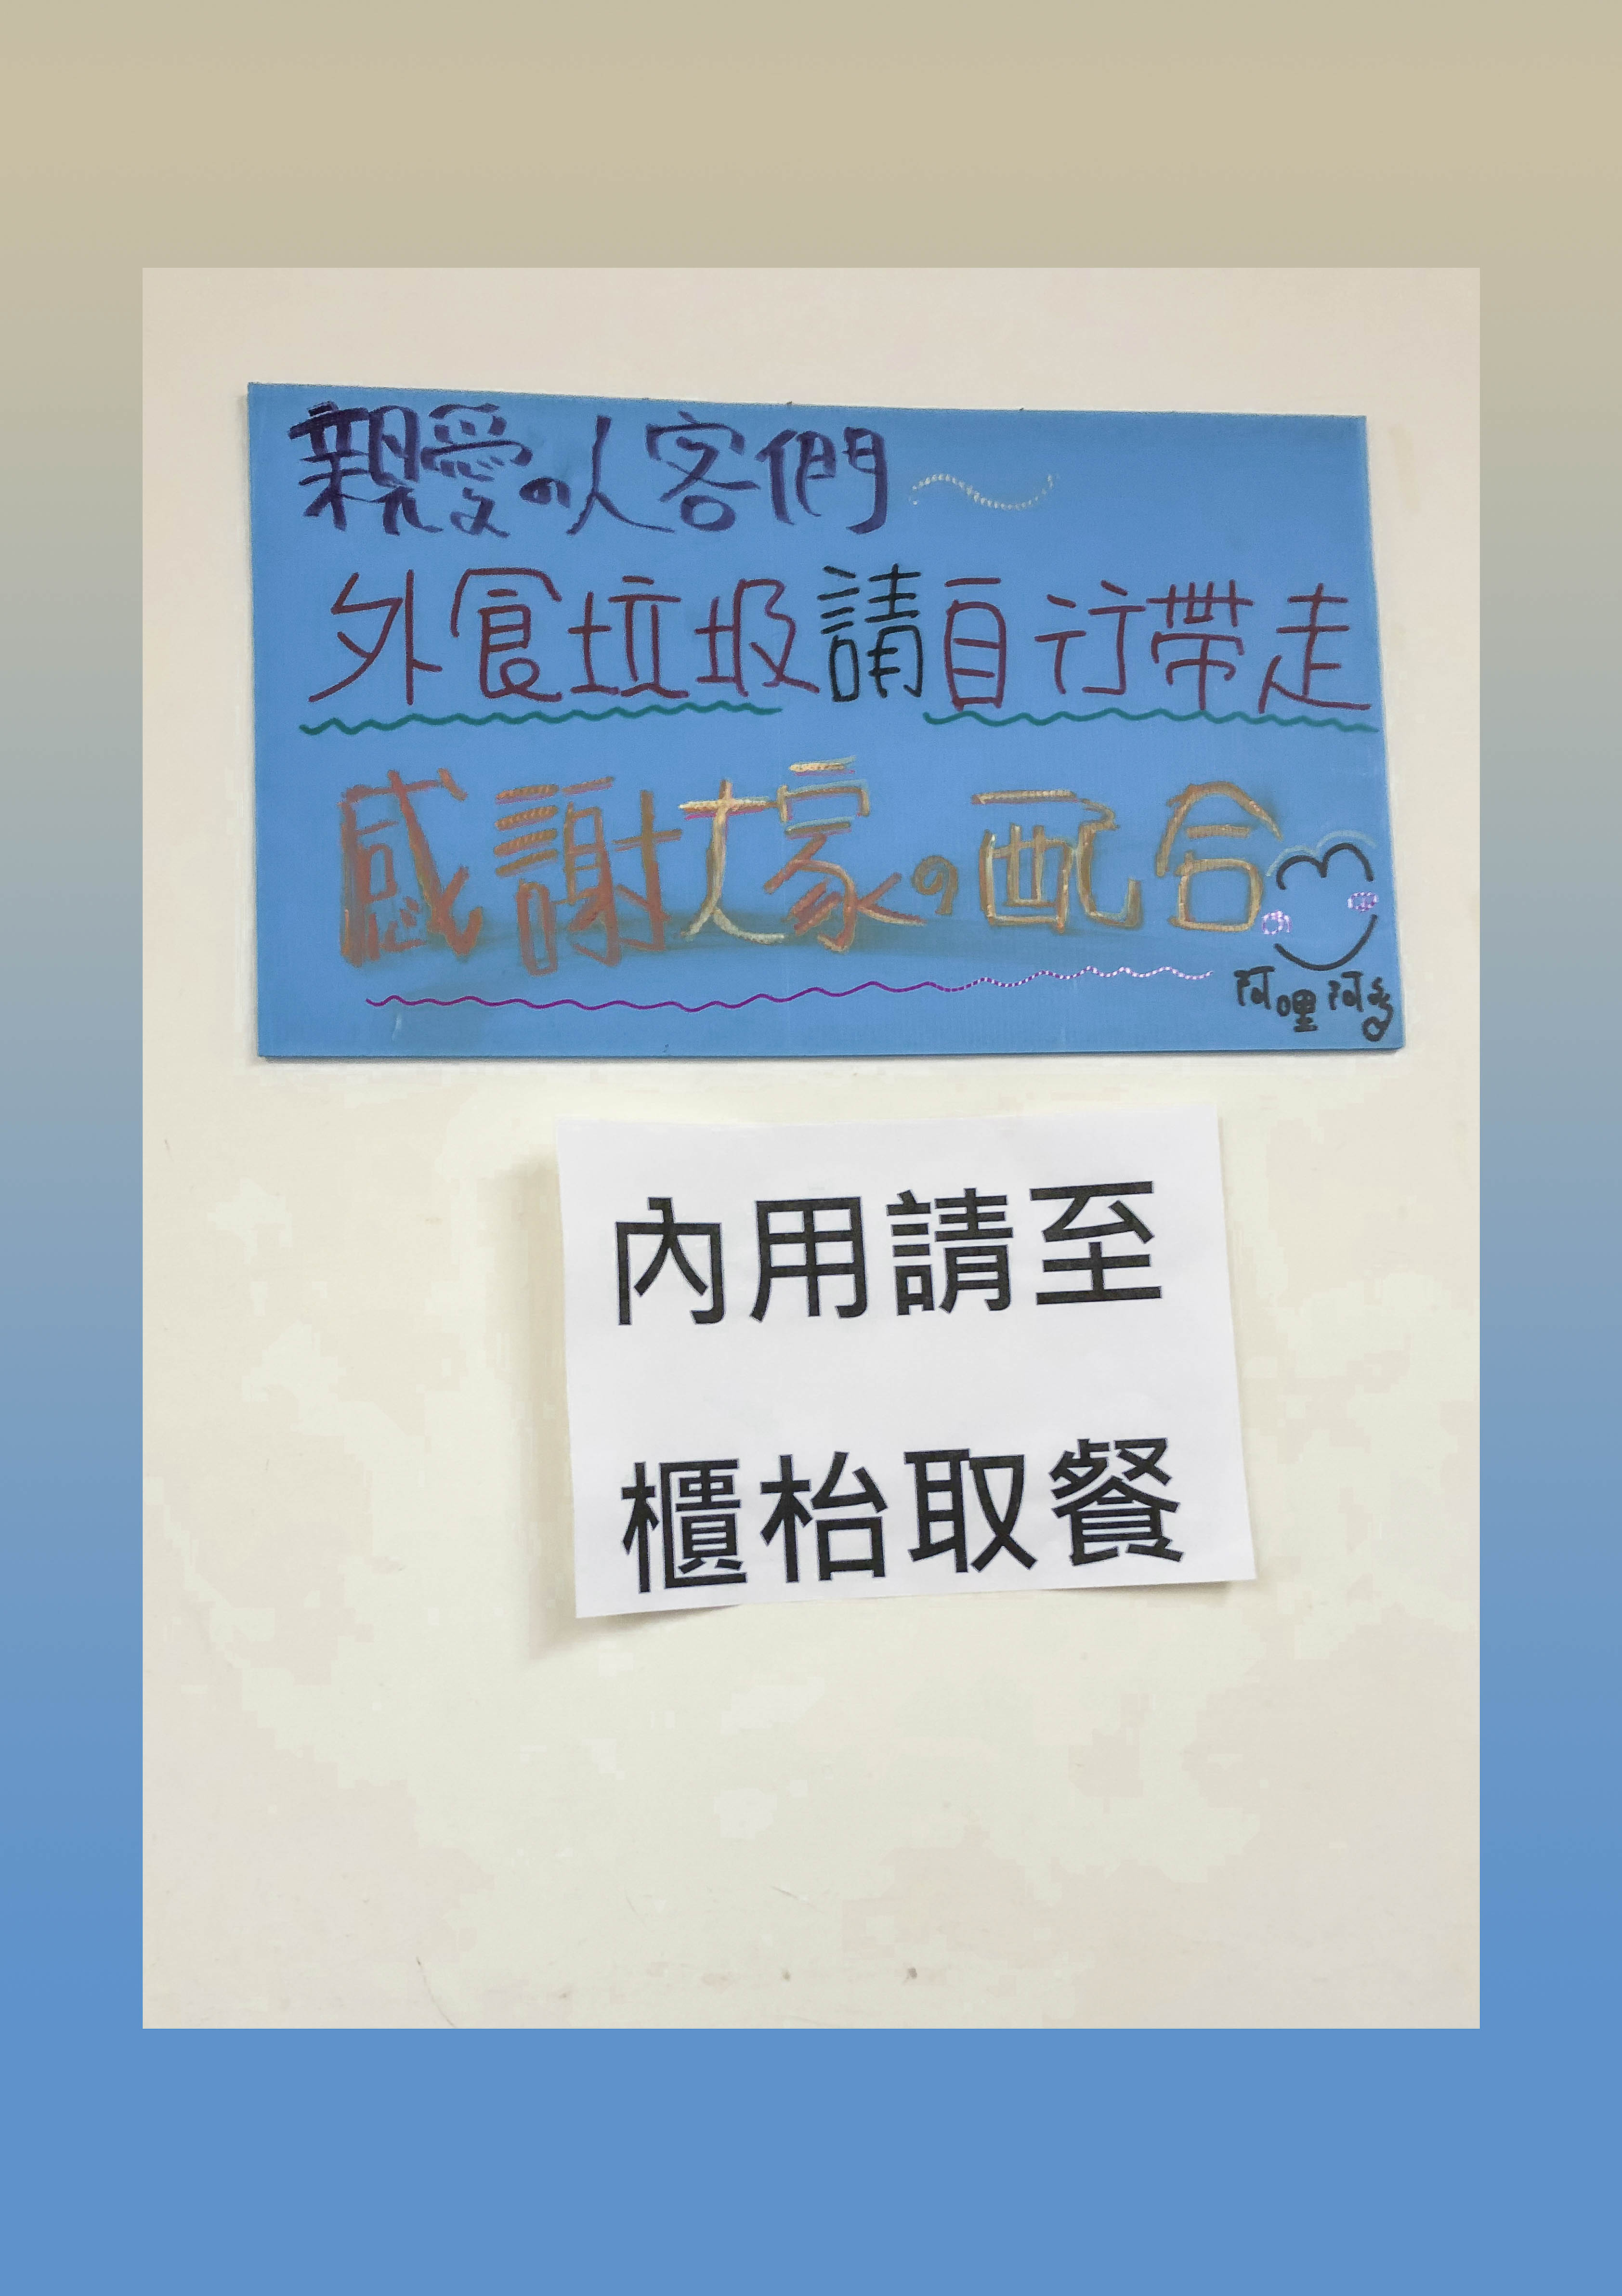 親愛の人客們～
外食垃圾請自行帶走
感謝大家の配合
阿哩阿多
內用請至
櫃枱取餐